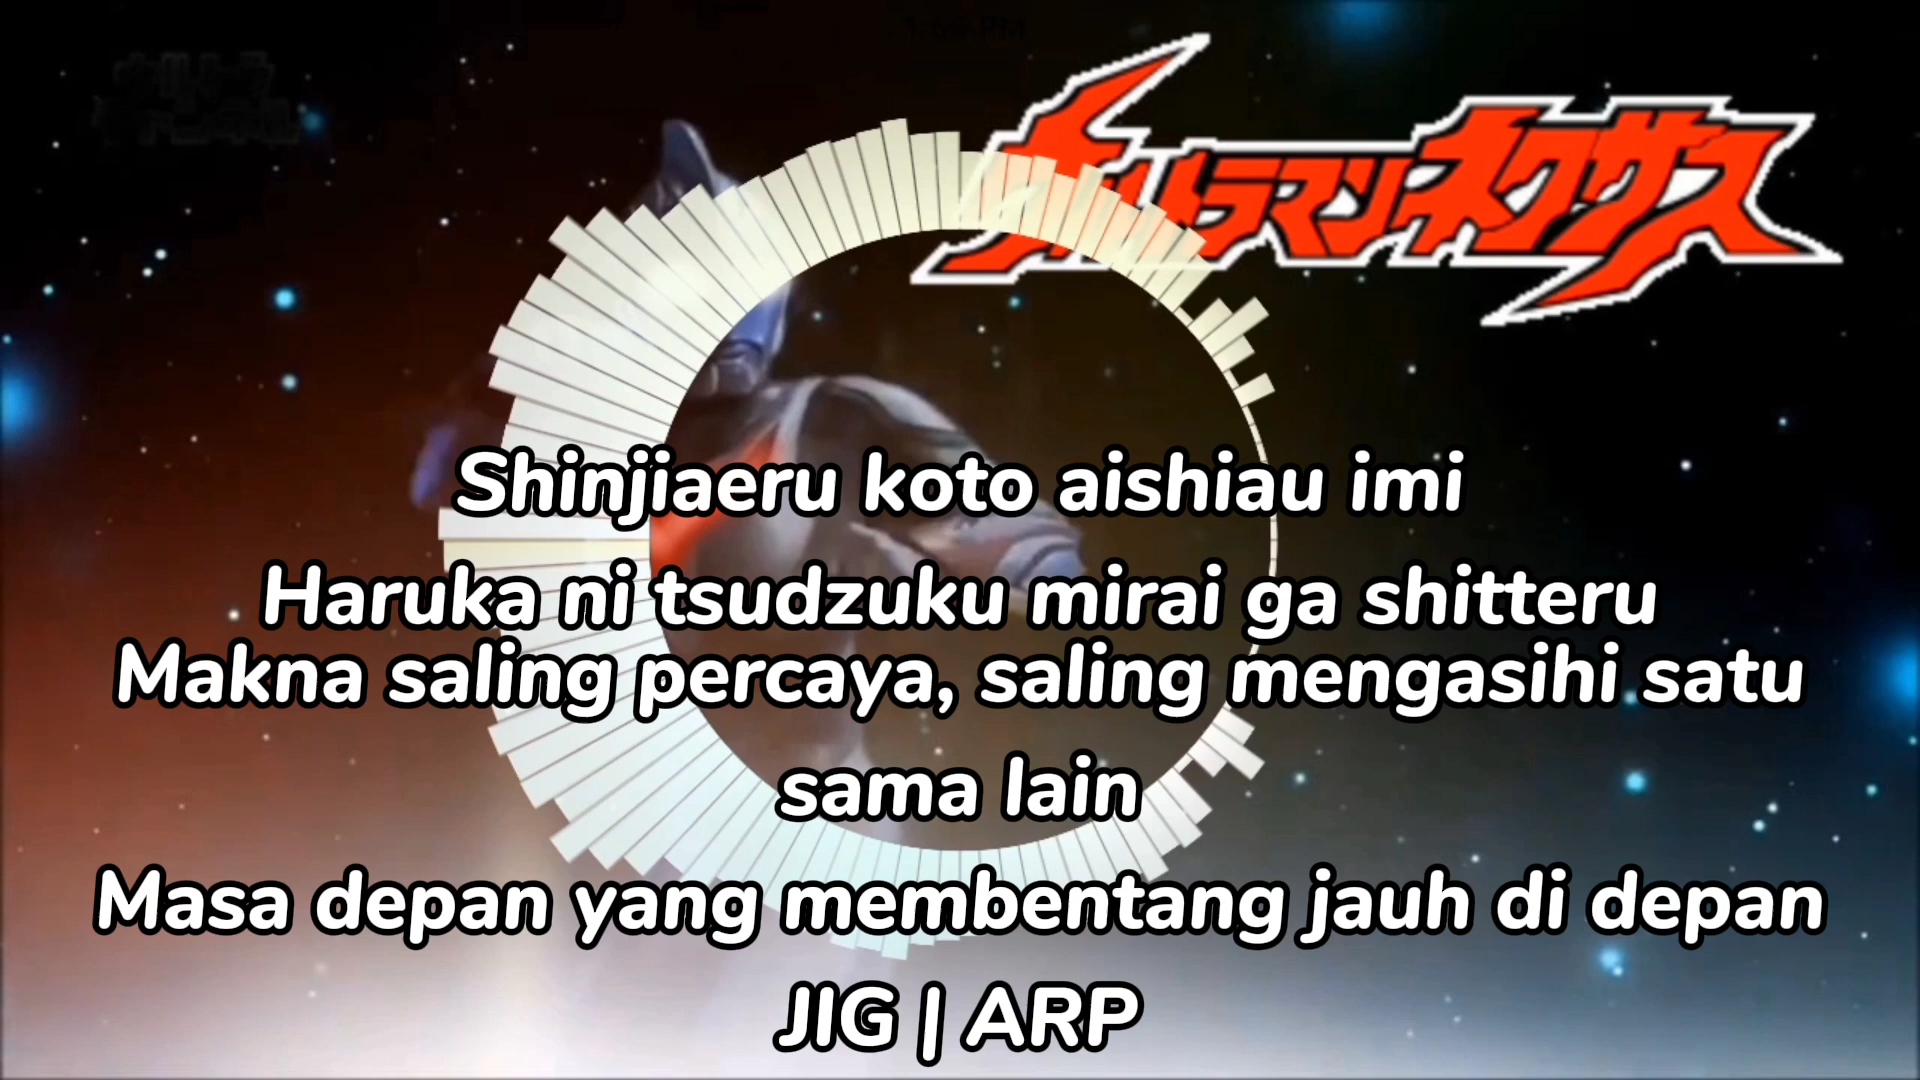 ウルトラマンネクサス
Shinjiaeru koto aishiau imi
Haruka ni tsudzuku mirai ga shitteru
Makna saling percaya, saling mengasihi satu
sama lain
Masa depan yang membentang jauh di depan
JIG | ARP